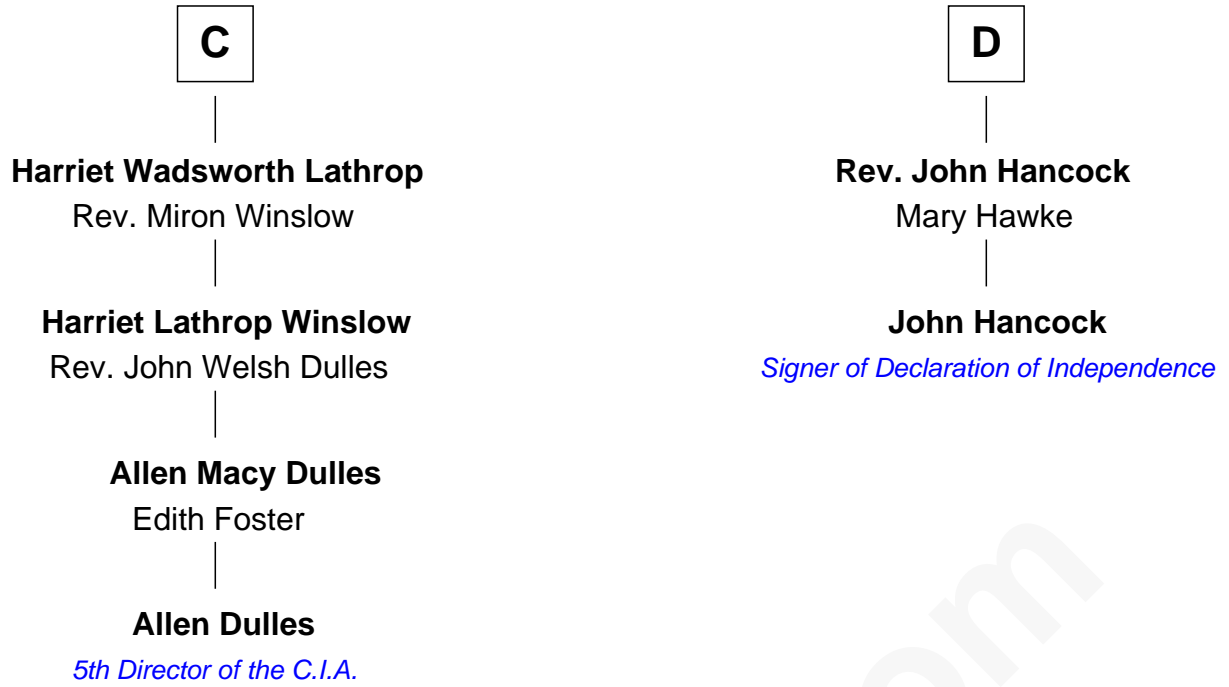 C
Harriet Wadsworth Lathrop
Rev. Miron Winslow
Harriet Lathrop Winslow
Rev. John Welsh Dulles
Allen Macy Dulles
Edith Foster
Allen Dulles
5th Director of the C.I.A.
D
Rev. John Hancock
Mary Hawke
John Hancock
Signer of Declaration of Independence
om